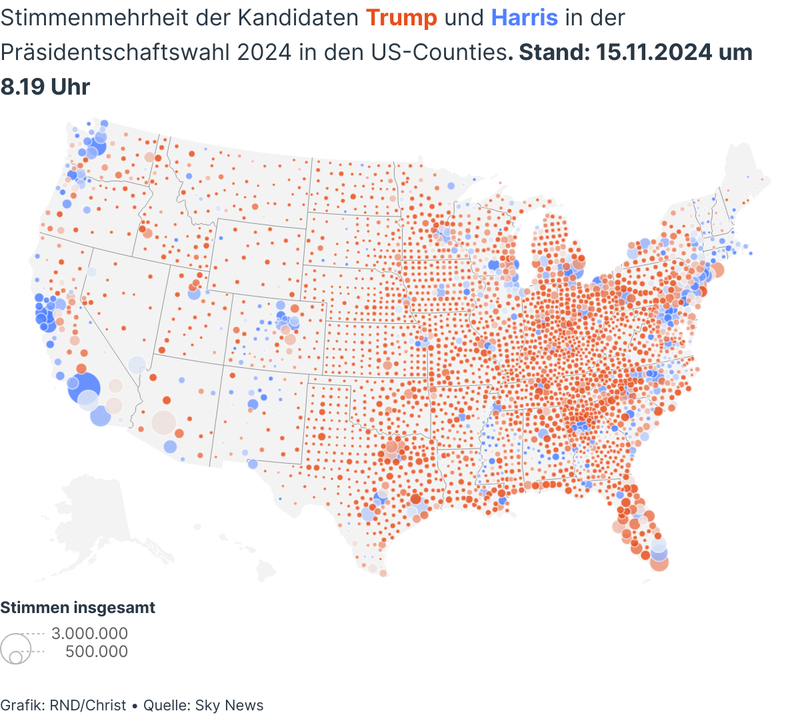 Stimmenmehrheit der Kandidaten Trump und Harris in der
Präsidentschaftswahl 2024 in den US-Counties. Stand: 15.11.2024 um
8.19 Uhr
Stimmen insgesamt
3.000.000
500.000
Grafik: RND/Christ • Quelle: Sky News